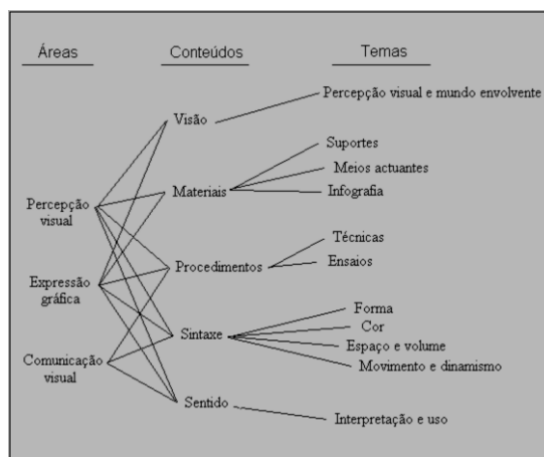 Áreas
Conteúdos
Temas
Percepção visual e mundo envolvente
Visão
Suportes
Meios actuantes
Materiais
Infografia
Percepção
visual
Técnicas
Procedimentos
Ensaios
Expressão
gráfica
Forma
Cor
Sintaxe
Espaço e volume
Comunicação
visual
Movimento e dinamismo
Sentido
Interpretação e uso